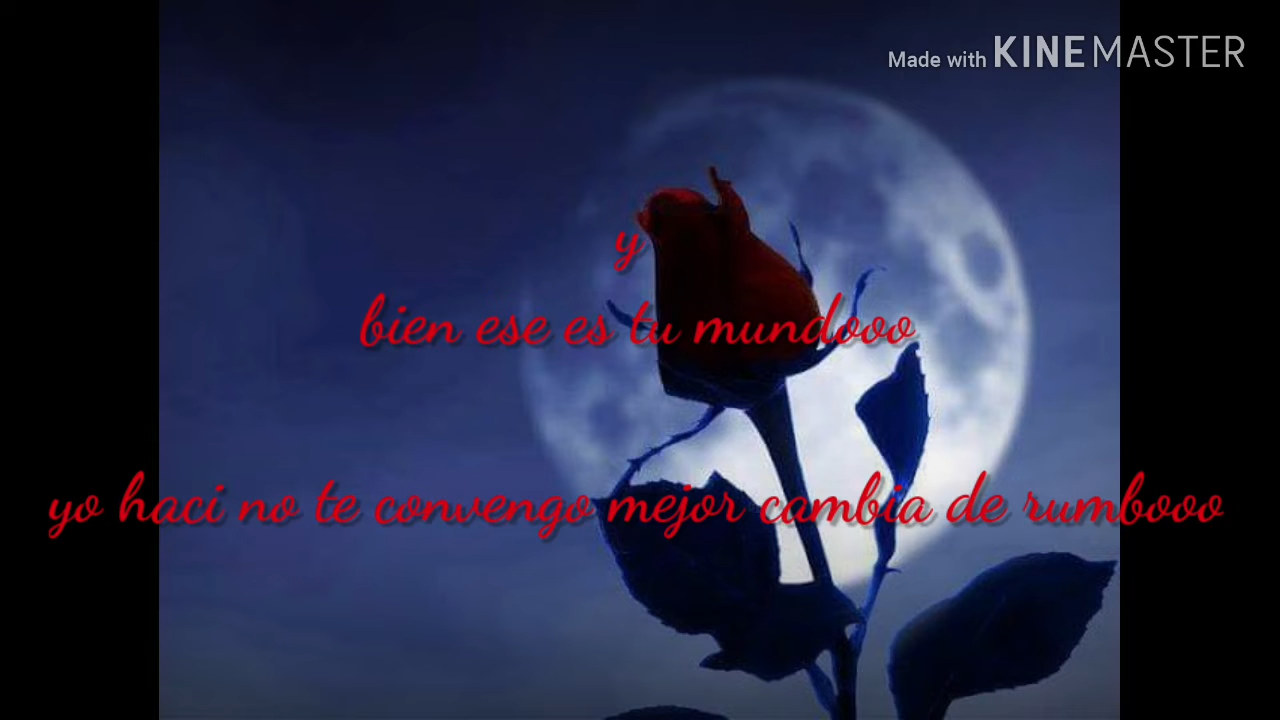 Made with KINEMASTER
y
bien ese es tu mundooo
yo haci no te convengo mejor cambia de rumbooo